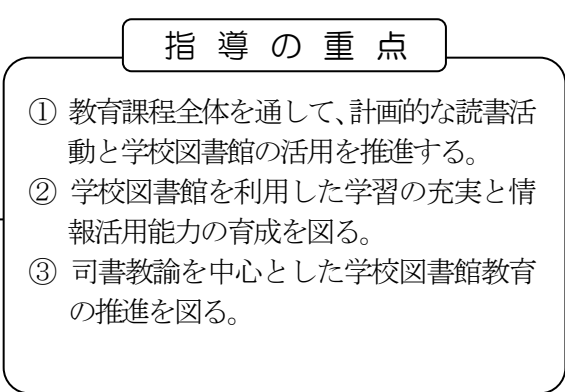 指導の重点
① 教育課程全体を通して、計画的な読書活
動と学校図書館の活用を推進する。
② 学校図書館を利用した学習の充実と情
報活用能力の育成を図る。
③ 司書教諭を中心とした学校図書館教育
の推進を図る。